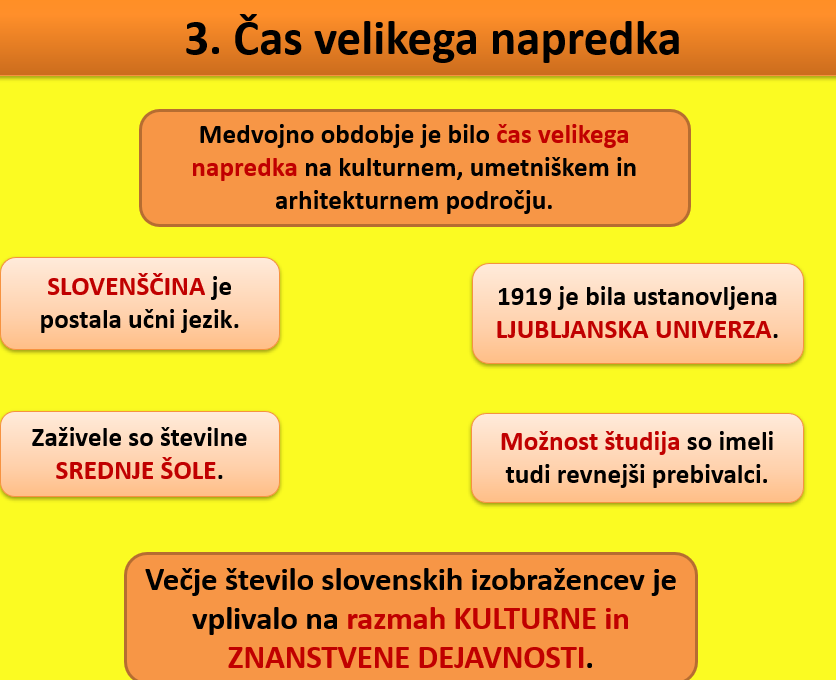 3. Čas velikega napredka
Medvojno obdobje je bilo čas velikega
napredka na kulturnem, umetniškem in
arhitekturnem področju.
SLOVENŠČINA je
postala učni jezik.
1919 je bila ustanovljena
LJUBLJANSKA UNIVERZA.
Zaživele so številne
SREDNJE ŠOLE.
Možnost študija so imeli
tudi revnejši prebivalci.
Večje število slovenskih izobražencev je
vplivalo na razmah KULTURNE in
ZNANSTVENE DEJAVNOSTI.